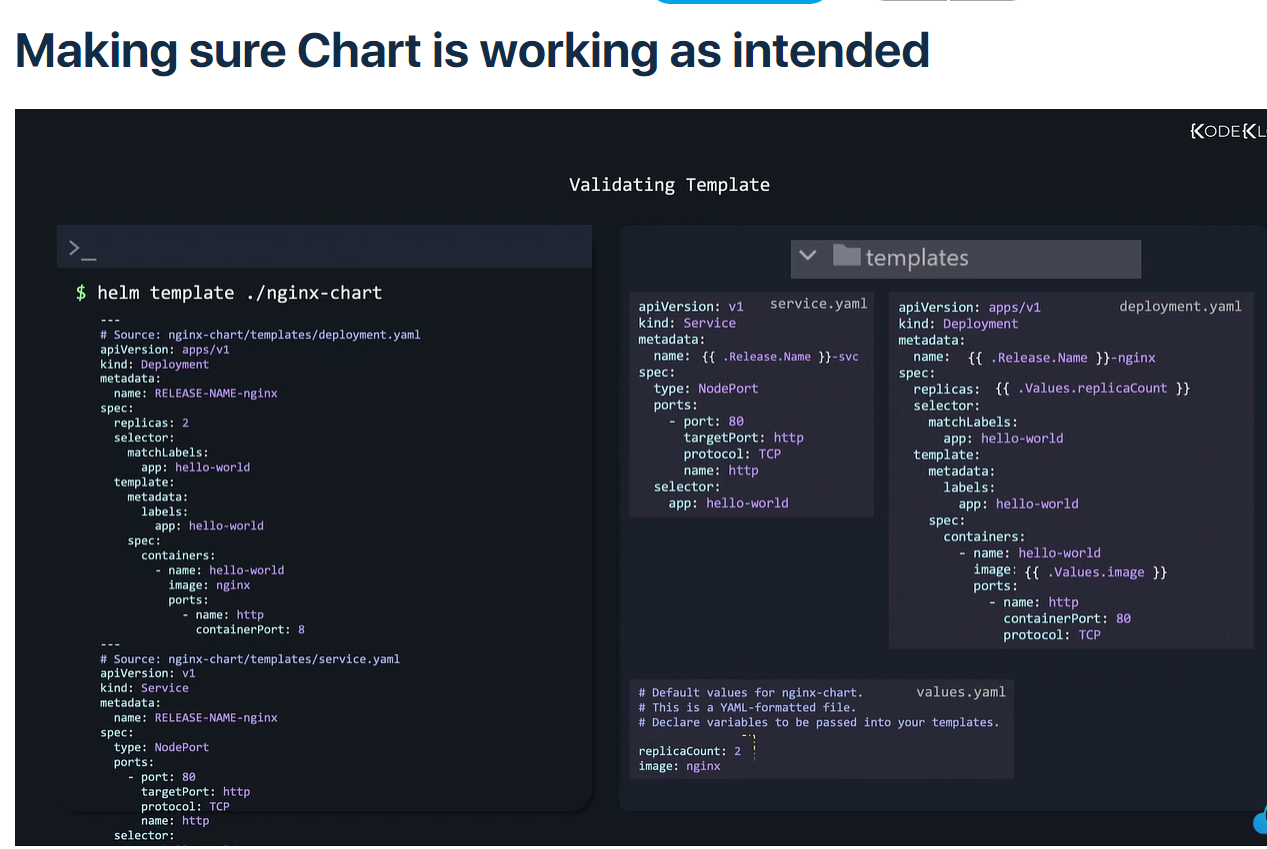 Making sure Chart is working as intended
Validating Template
>_
$ helm template ./nginx-chart
---
# Source: nginx-chart/templates/deployment.yaml
apiVersion: apps/v1
kind: Deployment
metadata:
  name: RELEASE-NAME-nginx
spec:
  replicas: 2
  selector:
    matchLabels:
      app: hello-world
  template:
    metadata:
      labels:
        app: hello-world
    spec:
      containers:
        - name: hello-world
          image: nginx
          ports:
            - name: http
              containerPort: 8
---
# Source: nginx-chart/templates/service.yaml
apiVersion: v1
kind: Service
metadata:
  name: RELEASE-NAME-nginx
spec:
  type: NodePort
  ports:
    - port: 80
      targetPort: http
      protocol: TCP
      name: http
  selector:
templates
service.yaml
apiVersion: v1
kind: Service
metadata:
  name: {{ .Release.Name }}-svc
spec:
  type: NodePort
  ports:
    - port: 80
      targetPort: http
      protocol: TCP
      name: http
  selector:
    app: hello-world
deployment.yaml
apiVersion: apps/v1
kind: Deployment
metadata:
  name: {{ .Release.Name }}-nginx
spec:
  replicas: {{ .Values.replicaCount }}
  selector:
    matchLabels:
      app: hello-world
  template:
    metadata:
      labels:
        app: hello-world
    spec:
      containers:
        - name: hello-world
          image: {{ .Values.image }}
          ports:
            - name: http
              containerPort: 80
              protocol: TCP
values.yaml
# Default values for nginx-chart.
# This is a YAML-formatted file.
# Declare variables to be passed into your templates.
replicaCount: 2
image: nginx